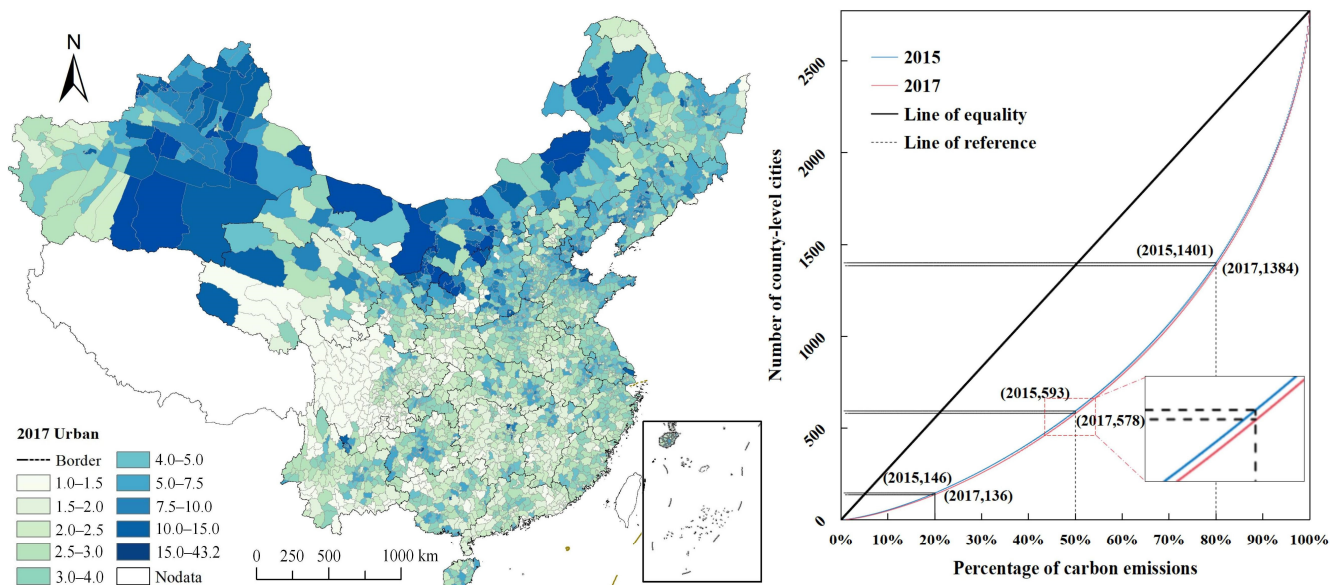 N
2017 Urban
Border
1.0–1.5
1.5–2.0
2.0–2.5
2.5–3.0
3.0–4.0
4.0–5.0
5.0–7.5
7.5–10.0
10.0–15.0
15.0–43.2
Nodata
0 250 500 1000 km
Number of county-level cities
2500
2000
1500
1000
500
0
2015
2017
Line of equality
Line of reference
(2015,1401)
(2017,1384)
(2015,593)
(2017,578)
(2015,146)
(2017,136)
0% 10% 20% 30% 40% 50% 60% 70% 80% 90% 100%
Percentage of carbon emissions